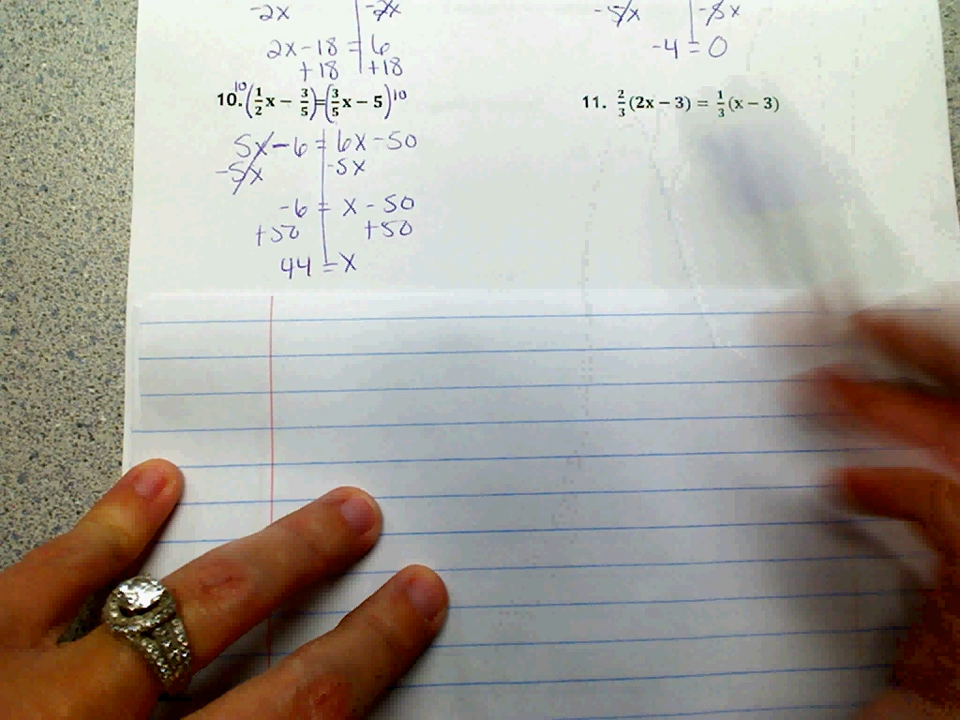 -2x | -2x
2x-18 = 6
+18 | +18
10. 10(1/2x − 3/5)=(3/5x − 5)10
5x-6 = 6x-50
-5x | -5x
-6 = x - 50
+50 +50
44 = x
-5x | -5x
-4 = 0
11. 2/3(2x − 3) = 1/3(x − 3)